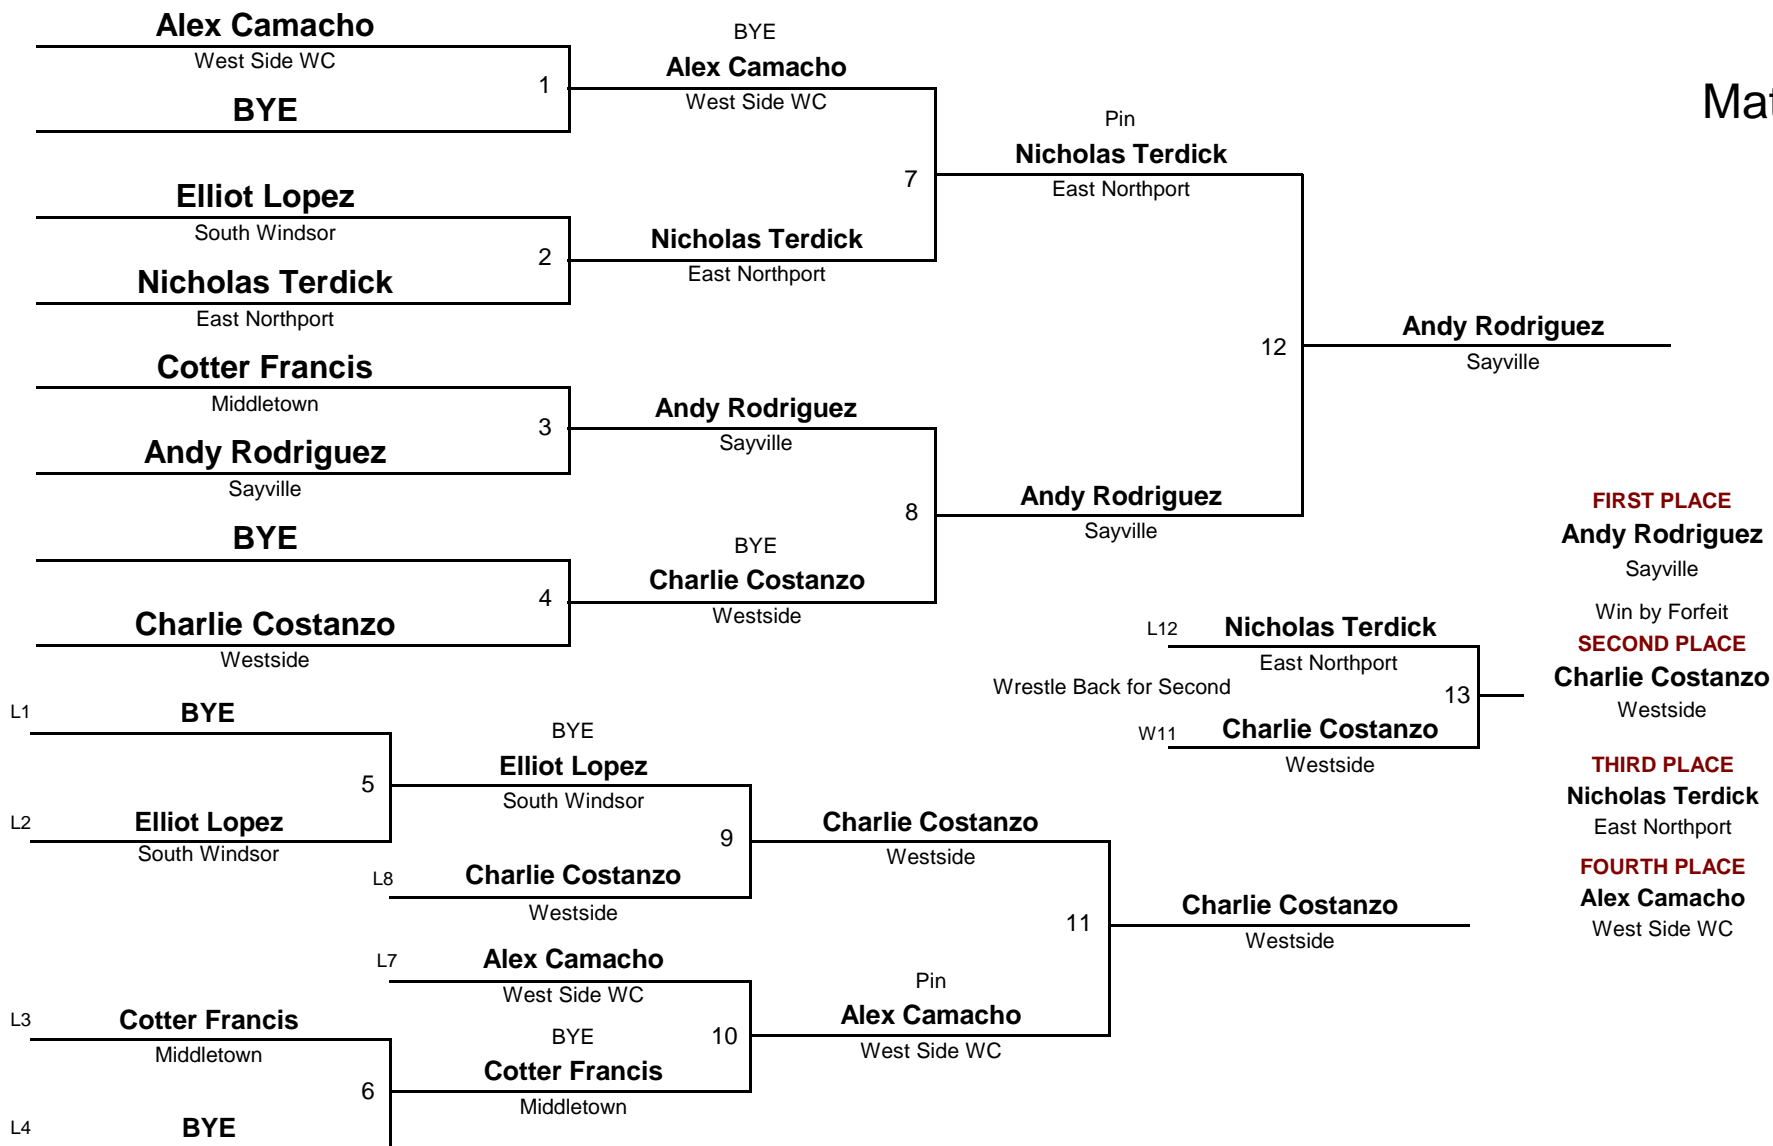 Alex Camacho
West Side WC
1
BYE
BYE
Alex Camacho
West Side WC
Elliot Lopez
South Windsor
2
Nicholas Terdick
East Northport
Nicholas Terdick
East Northport
7
Pin
Nicholas Terdick
East Northport
Mat
Cotter Francis
Middletown
3
Andy Rodriguez
Sayville
Andy Rodriguez
Sayville
BYE
4
Charlie Costanzo
Westside
BYE
Charlie Costanzo
Westside
8
Andy Rodriguez
Sayville
12
Andy Rodriguez
Sayville
FIRST PLACE
Andy Rodriguez
Sayville
Win by Forfeit
SECOND PLACE
Charlie Costanzo
Westside
THIRD PLACE
Nicholas Terdick
East Northport
FOURTH PLACE
Alex Camacho
West Side WC
L12 Nicholas Terdick
East Northport
Wrestle Back for Second
13
W11 Charlie Costanzo
Westside
L1 BYE
5
L2 Elliot Lopez
South Windsor
BYE
Elliot Lopez
South Windsor
9
L8 Charlie Costanzo
Westside
Charlie Costanzo
Westside
L7 Alex Camacho
West Side WC
10
BYE
Cotter Francis
Middletown
L3 Cotter Francis
Middletown
6
L4 BYE
Pin
Alex Camacho
West Side WC
11
Charlie Costanzo
Westside